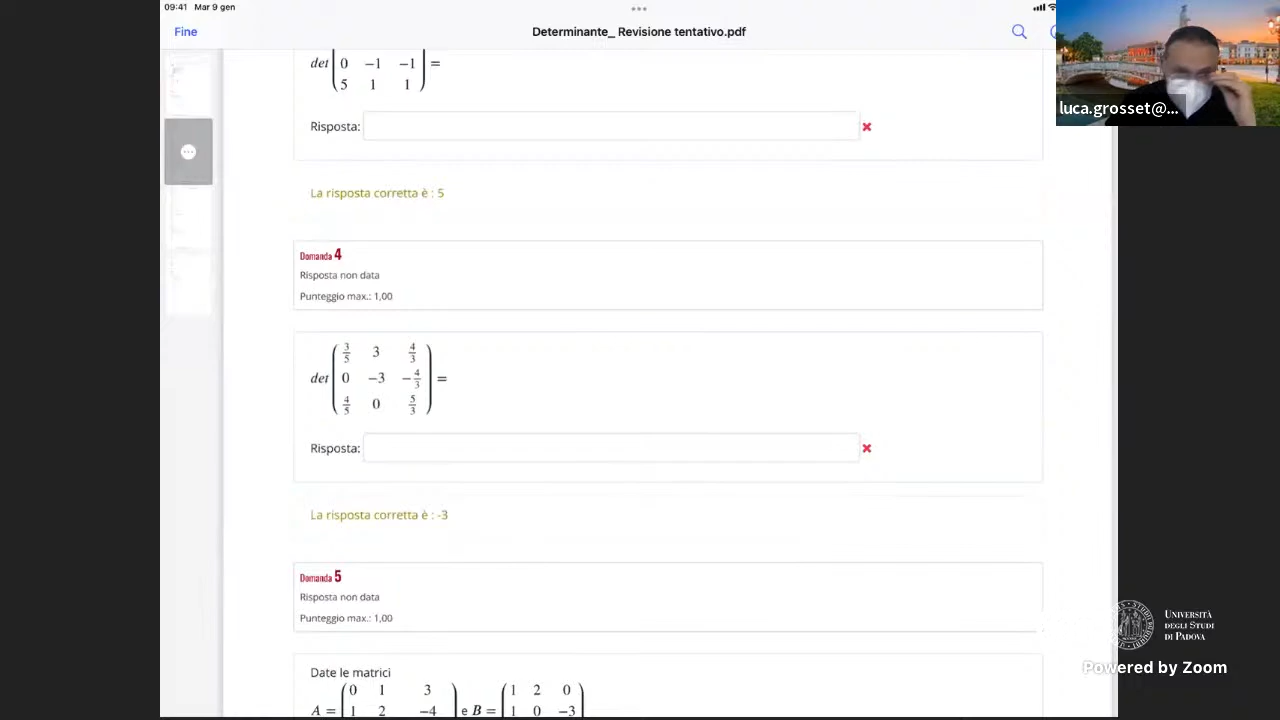 09:41 Mar 9 gen
Fine
Determinante_ Revisione tentativo.pdf
luca.grosset@...
det ( 0 −1 −1 ) =
5 1 1
Risposta:
La risposta corretta è : 5
Domanda 4
Risposta non data
Punteggio max.: 1,00
3/5 3 4/3
det ( 0 −3 −4/3 ) =
4/5 0 5/3
Risposta:
La risposta corretta è : -3
Domanda 5
Risposta non data
Punteggio max.: 1,00
Date le matrici
0 1 3 1 2 0
A = ( 1 2 −4 ) e B = ( 1 0 −3 )
UNIVERSITÀ
DEGLI STUDI
DI PADOVA
Powered by Zoom